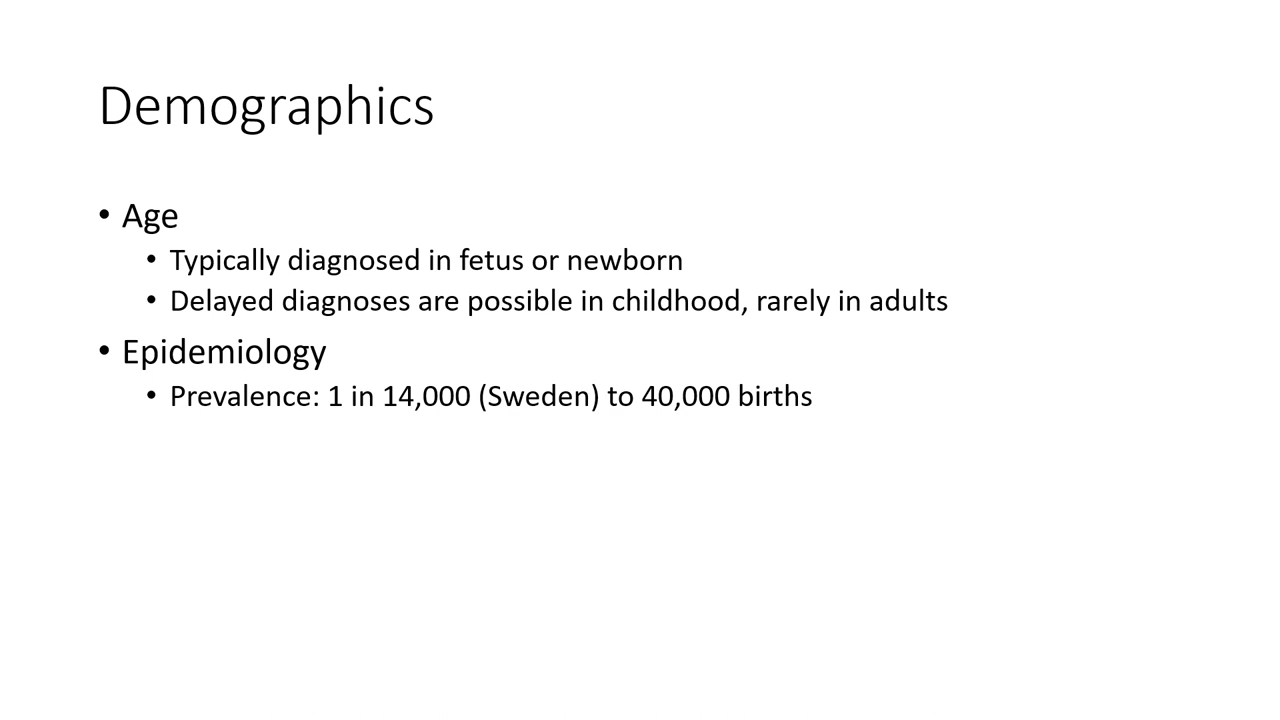 Demographics
• Age
• Typically diagnosed in fetus or newborn
• Delayed diagnoses are possible in childhood, rarely in adults
• Epidemiology
• Prevalence: 1 in 14,000 (Sweden) to 40,000 births